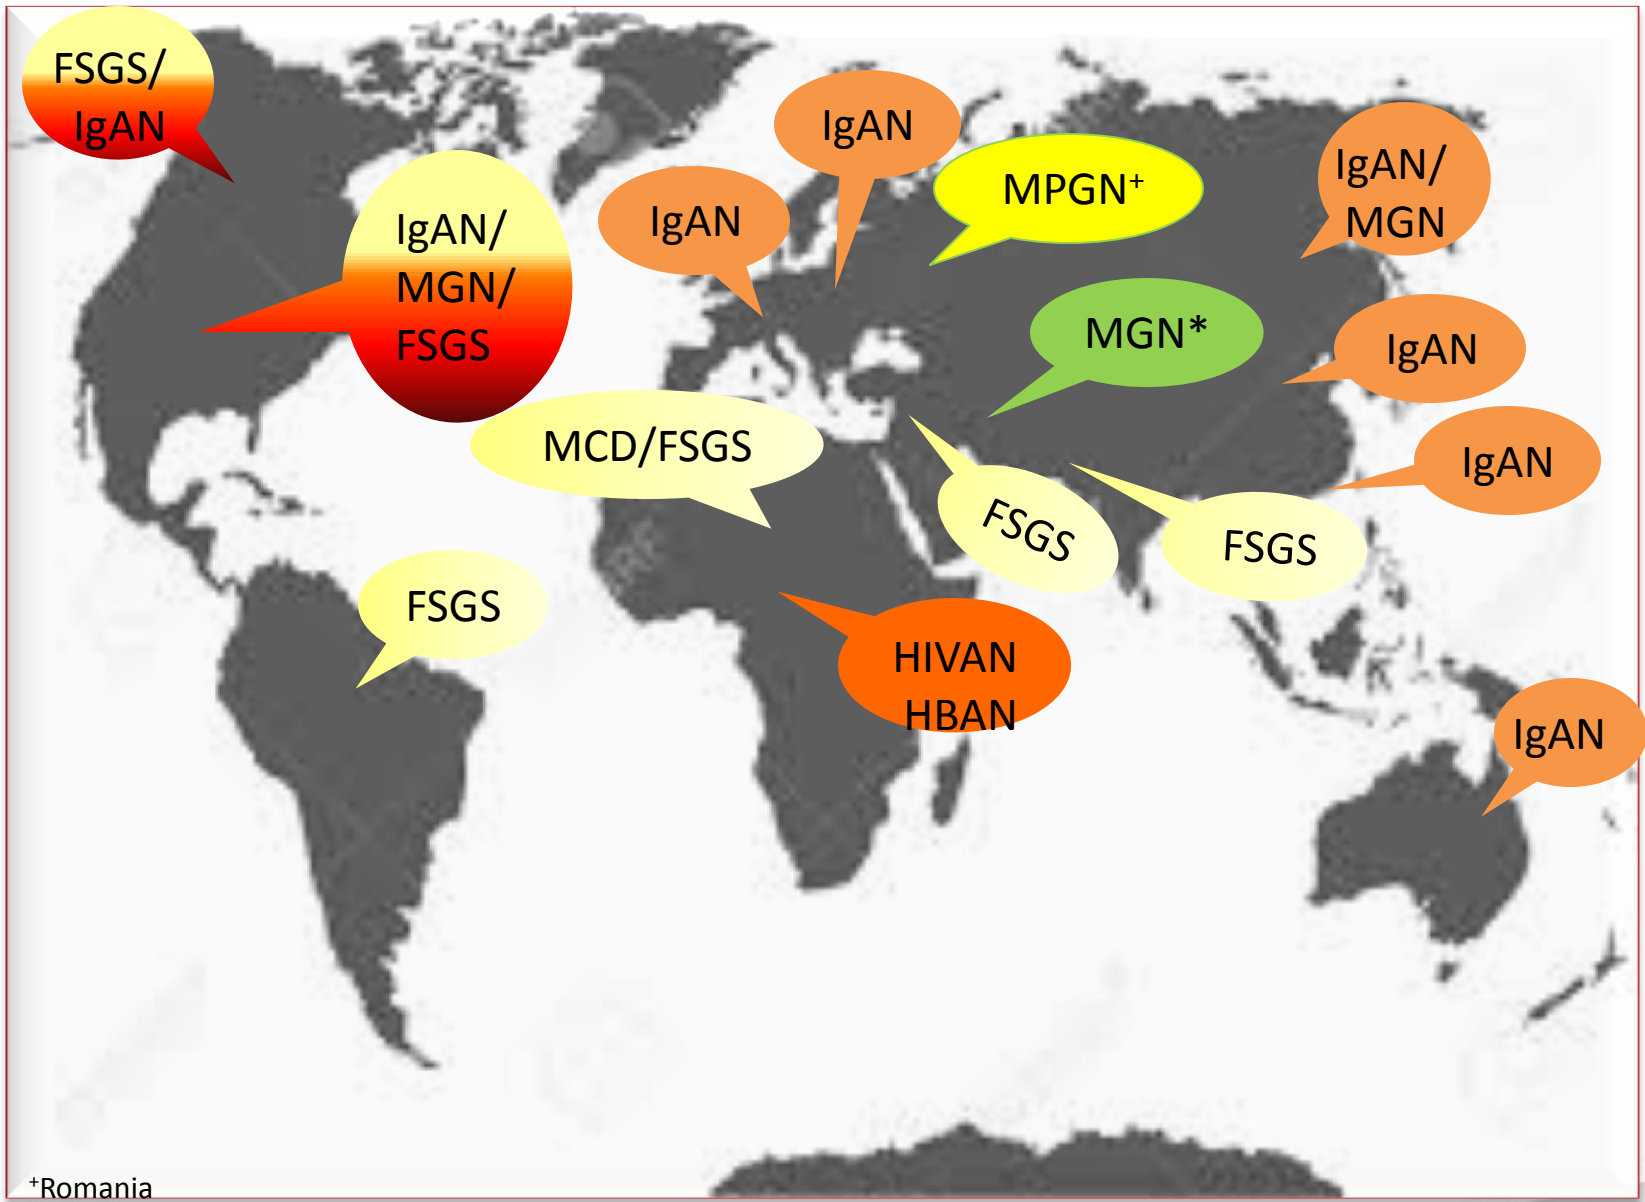 FSGS/
IgAN
IgAN/
MGN/
FSGS
IgAN
IgAN
MPGN⁺
IgAN/
MGN
MGN*
IgAN
MCD/FSGS
IgAN
FSGS
FSGS
FSGS
HIVAN
HBAN
IgAN
⁺Romania